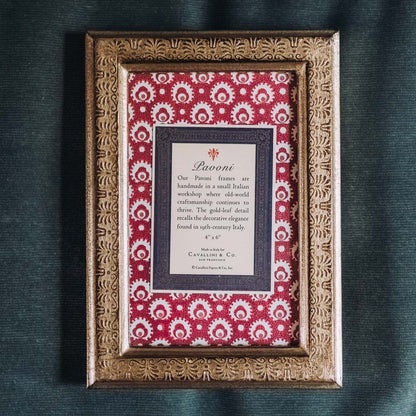 Pavoni
Our Pavoni frames are
handmade in a small Italian
workshop where old-world
craftsmanship continues to
thrive. The gold-leaf detail
recalls the decorative elegance
found in 19th-century Italy.
4" x 6"
Made in Italy for
CAVALLINI & CO.
SAN FRANCISCO
© Cavallini Papers & Co., Inc.